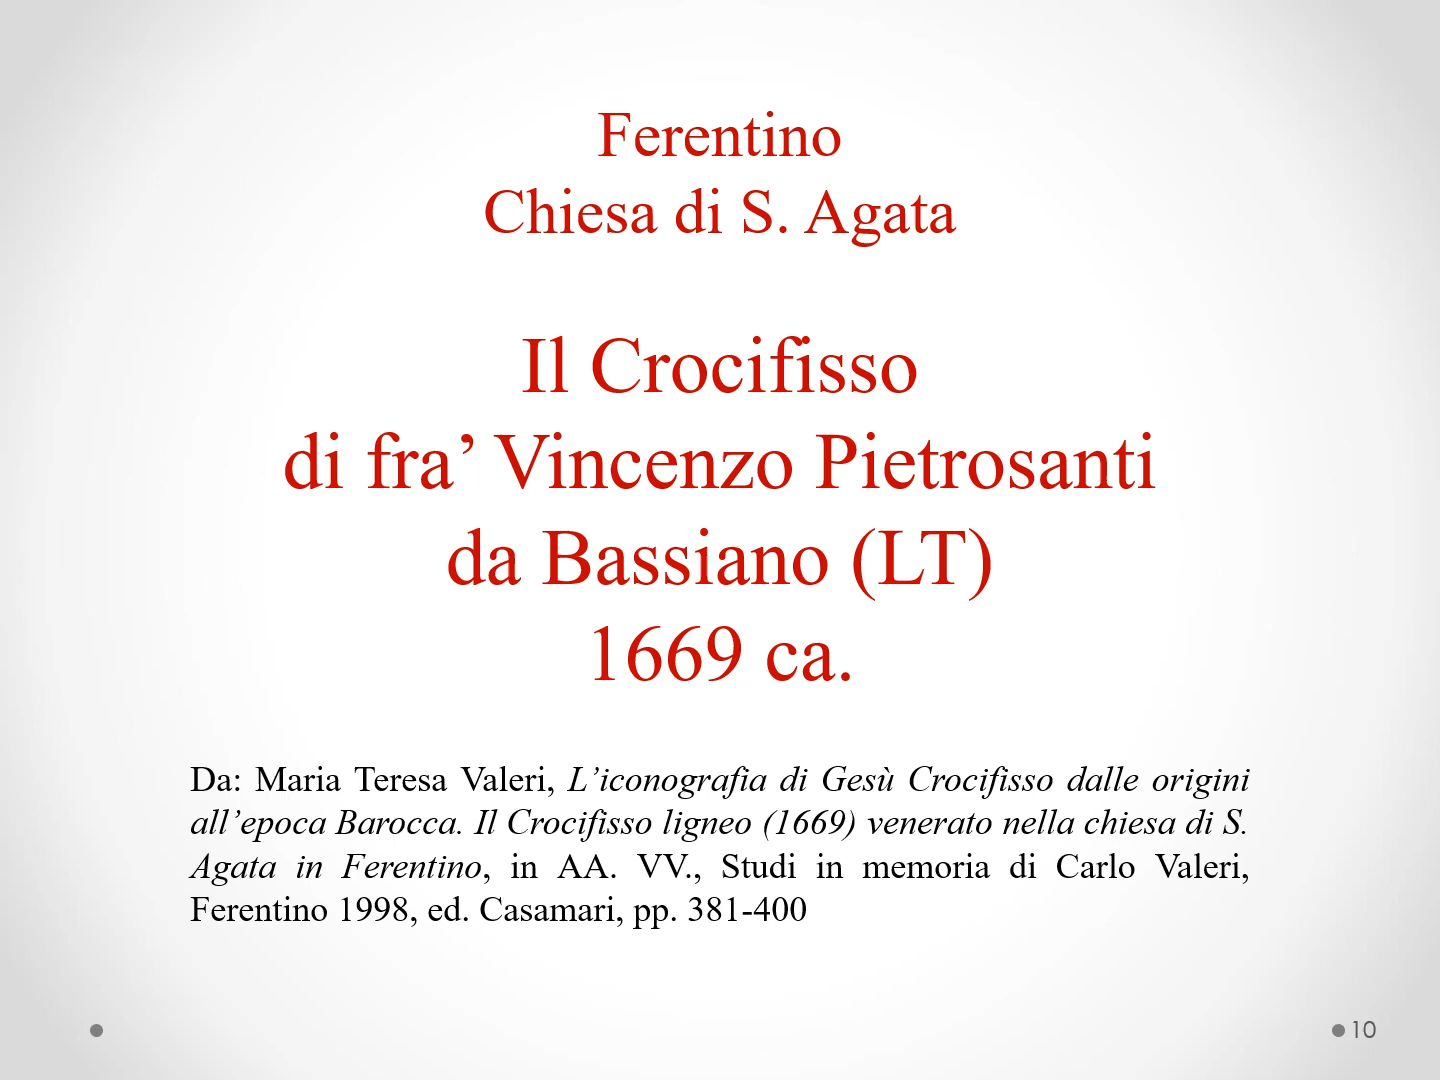 Ferentino
Chiesa di S. Agata
Il Crocifisso
di fra’ Vincenzo Pietrosanti
da Bassiano (LT)
1669 ca.
Da: Maria Teresa Valeri, L’iconografia di Gesù Crocifisso dalle origini
all’epoca Barocca. Il Crocifisso ligneo (1669) venerato nella chiesa di S.
Agata in Ferentino, in AA. VV., Studi in memoria di Carlo Valeri,
Ferentino 1998, ed. Casamari, pp. 381-400
10